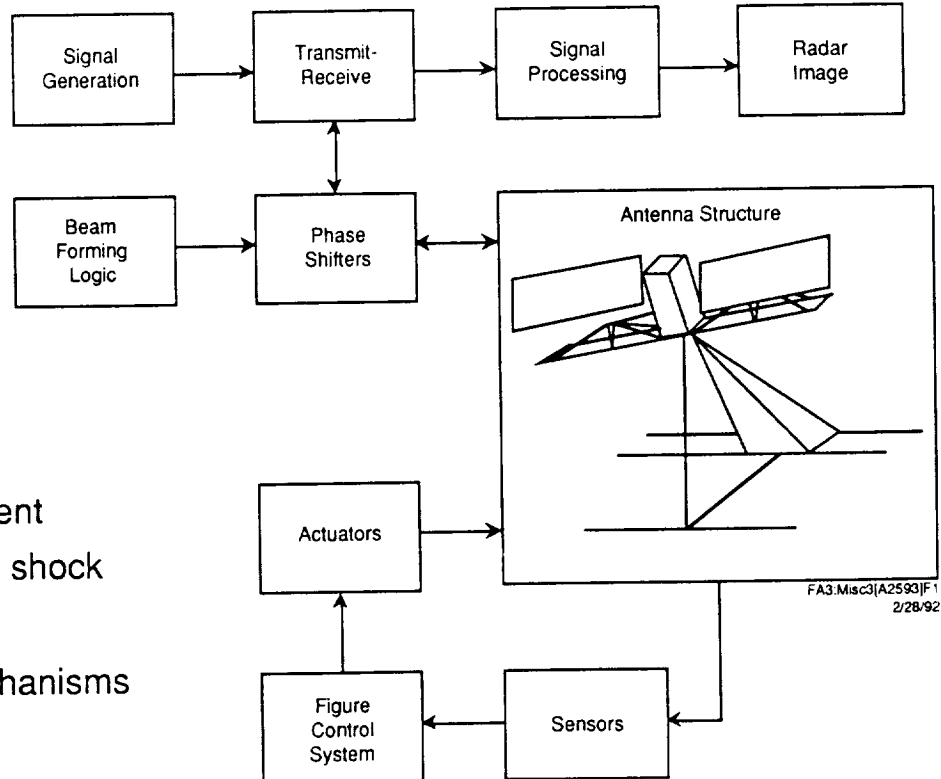 Signal
Generation
Transmit-
Receive
Signal
Processing
Radar
Image
Beam
Forming
Logic
Phase
Shifters
Antenna Structure
ent
shock
hanisms
Actuators
FA3:Misc3[A2593]F1
2/28/92
Figure
Control
System
Sensors